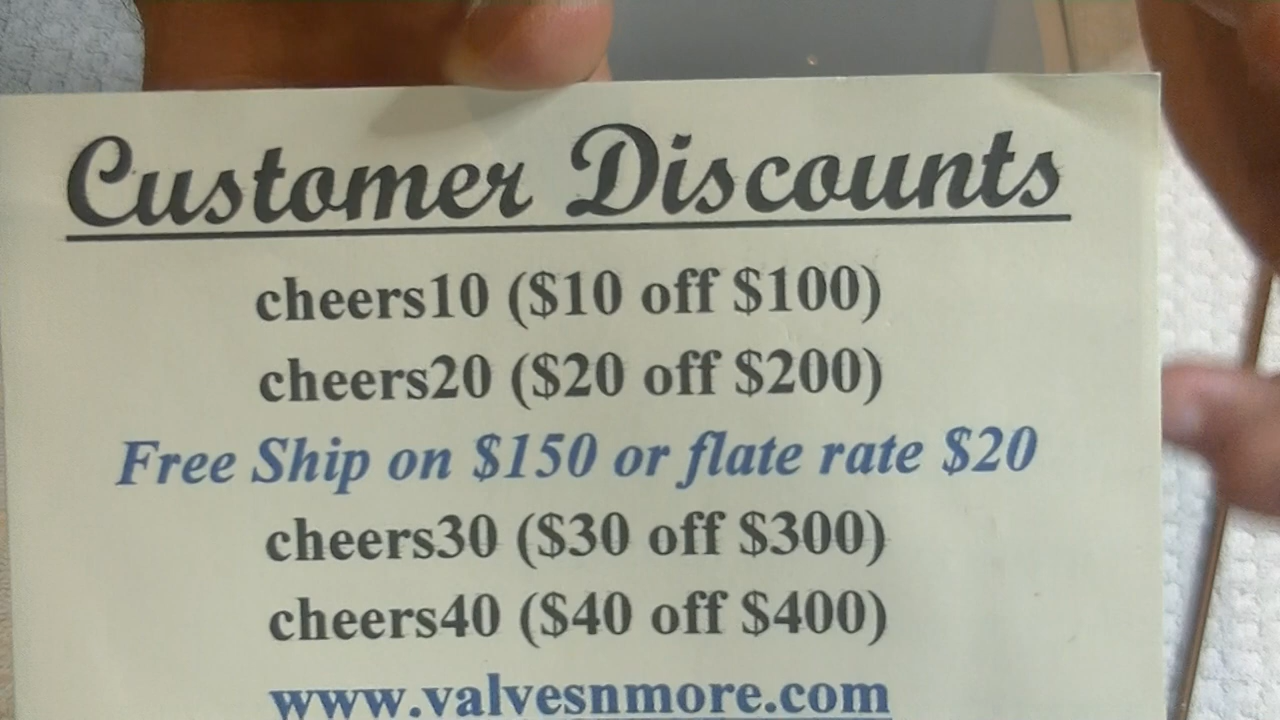 Customer Discounts
cheers10 ($10 off $100)
cheers20 ($20 off $200)
Free Ship on $150 or flate rate $20
cheers30 ($30 off $300)
cheers40 ($40 off $400)
www.valvesnmore.com